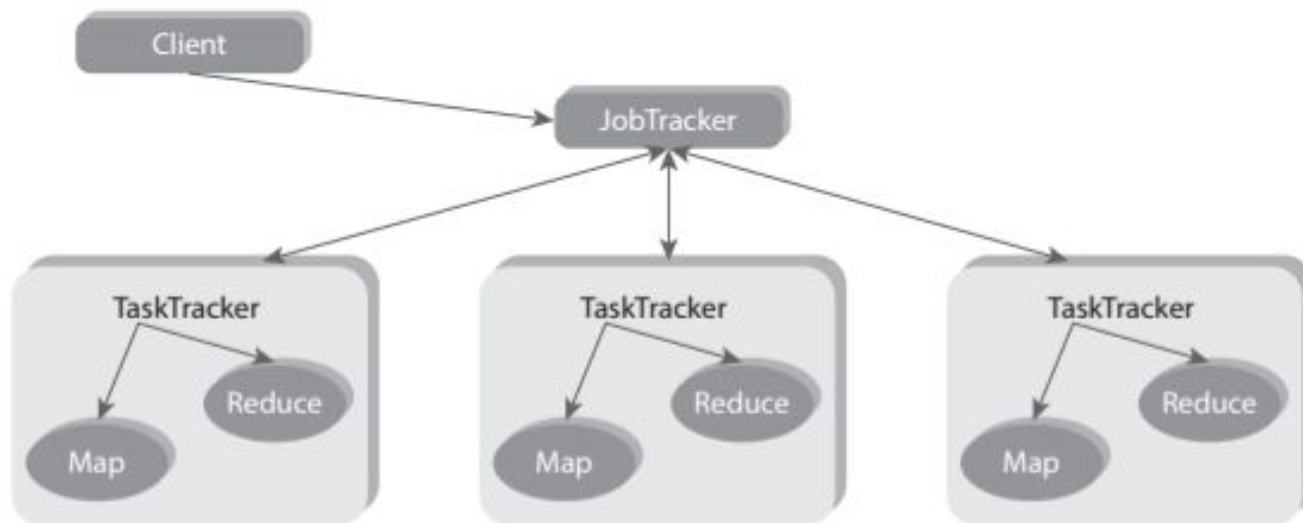 Client
JobTracker
TaskTracker
Reduce
Map
TaskTracker
Reduce
Map
TaskTracker
Reduce
Map